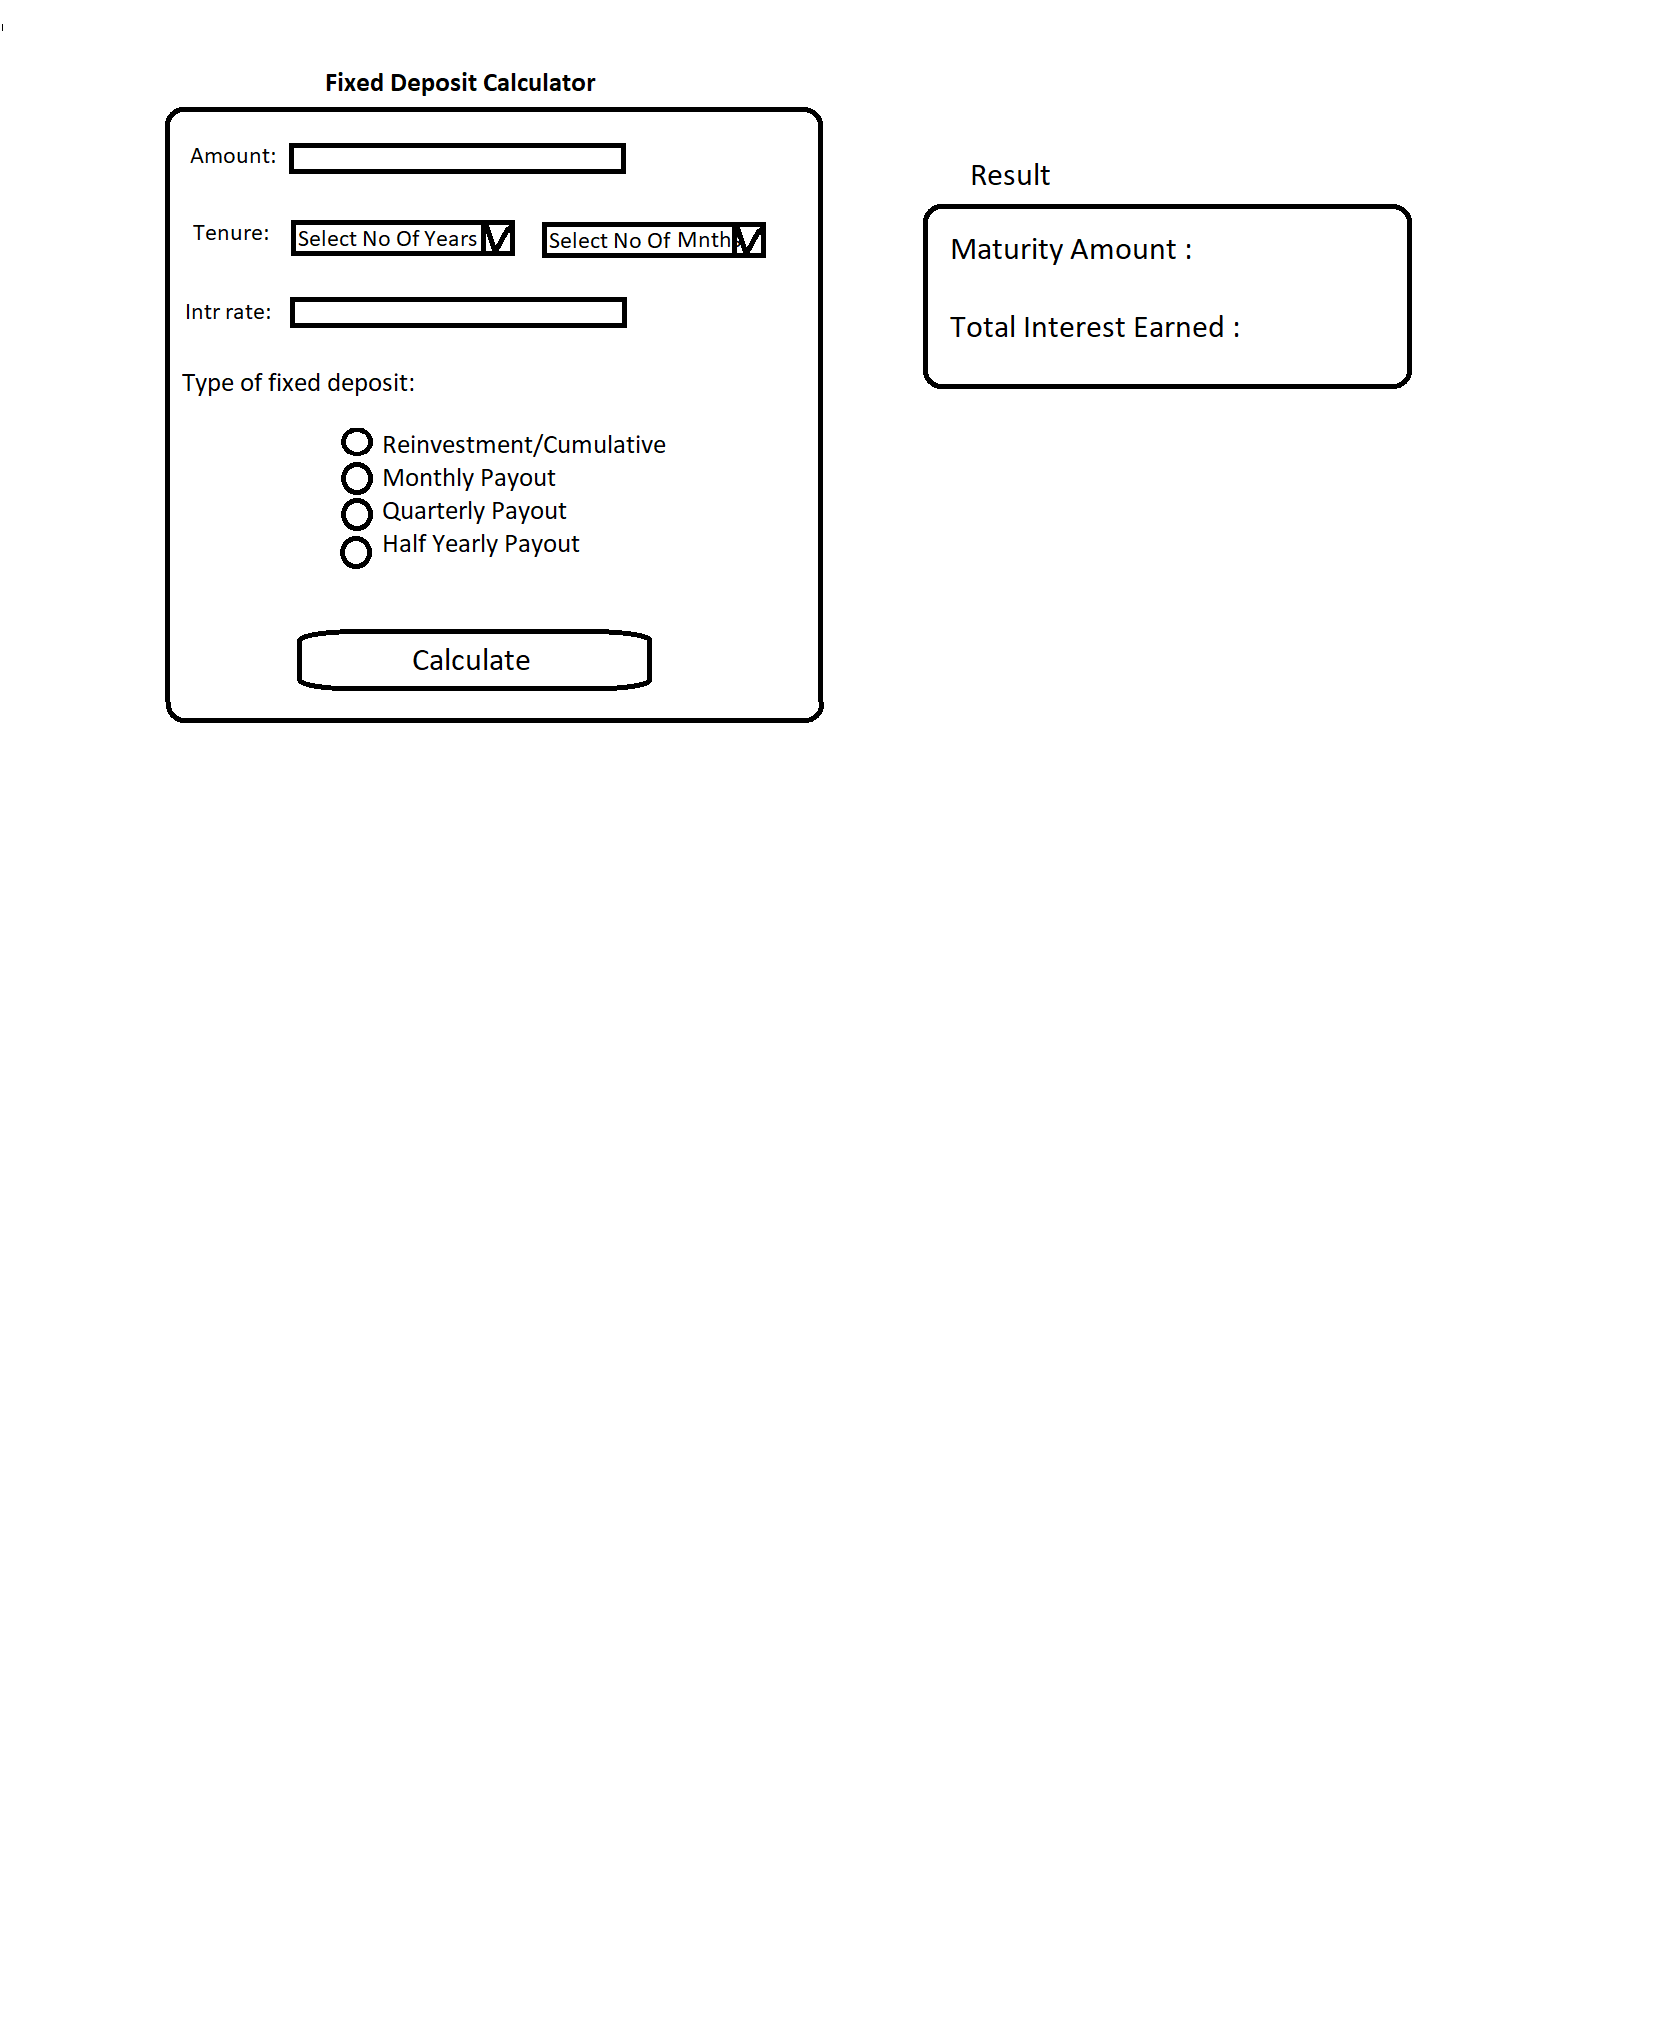 Fixed Deposit Calculator
Amount:
Tenure: Select No Of Years Select No Of Mnths
Intr rate:
Type of fixed deposit:
Reinvestment/Cumulative
Monthly Payout
Quarterly Payout
Half Yearly Payout
Calculate
Result
Maturity Amount :
Total Interest Earned :